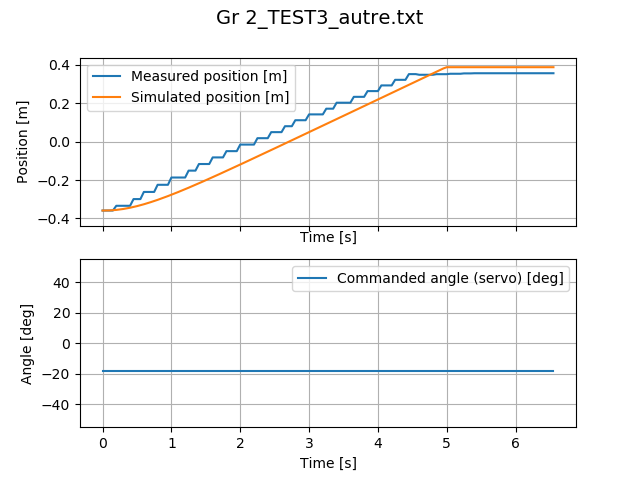 Gr 2_TEST3_autre.txt
0.4
0.2
0.0
−0.2
−0.4
Position [m]
Measured position [m]
Simulated position [m]
Time [s]
40
20
0
−20
−40
Angle [deg]
Commanded angle (servo) [deg]
0 1 2 3 4 5 6
Time [s]